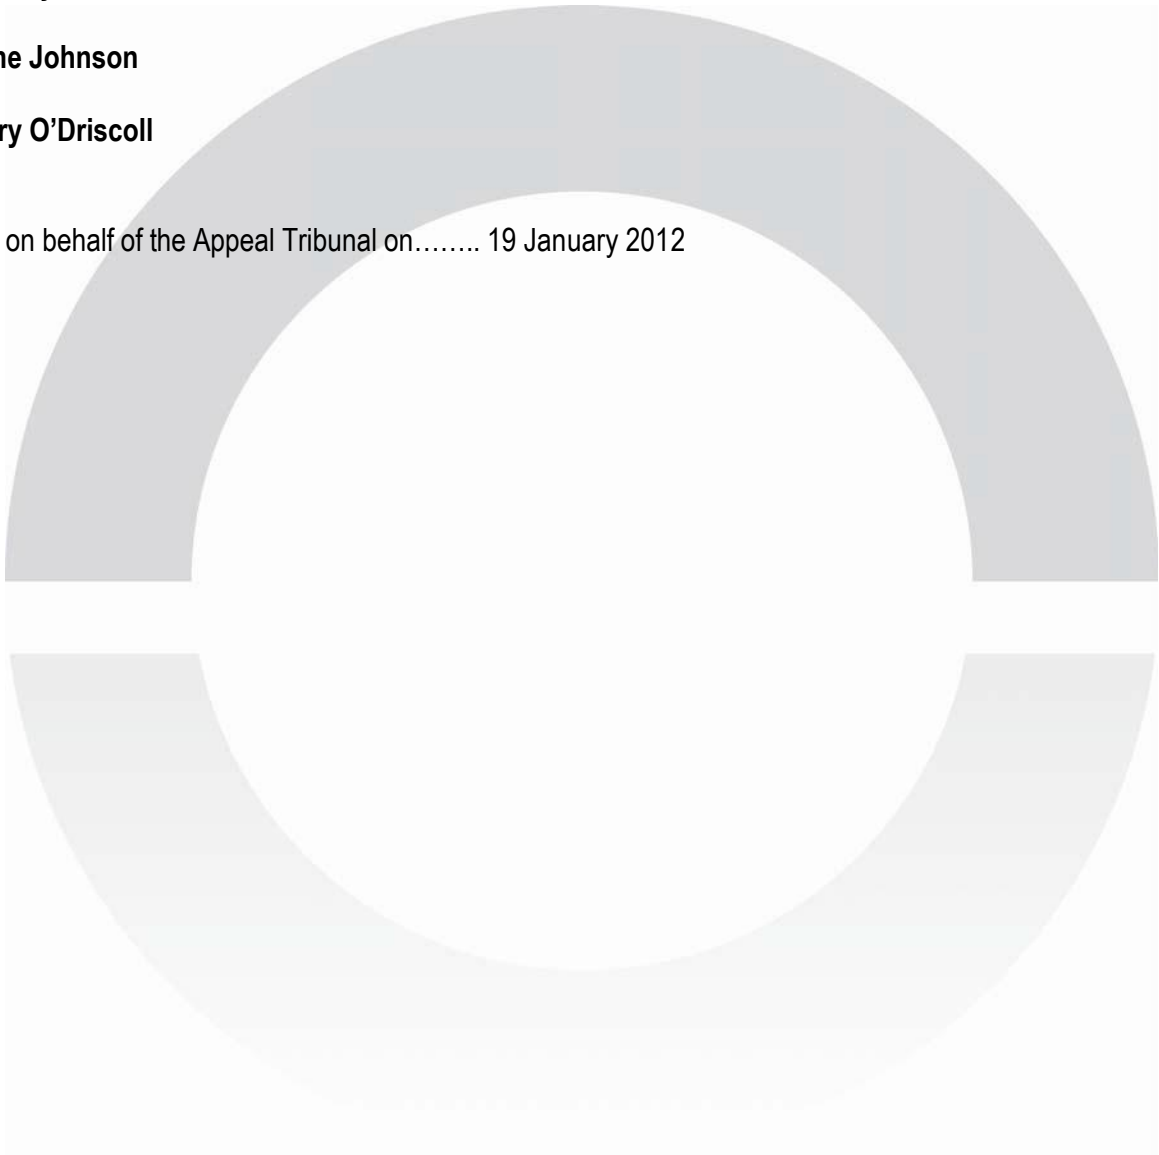 ne Johnson
ry O’Driscoll
on behalf of the Appeal Tribunal on…….. 19 January 2012